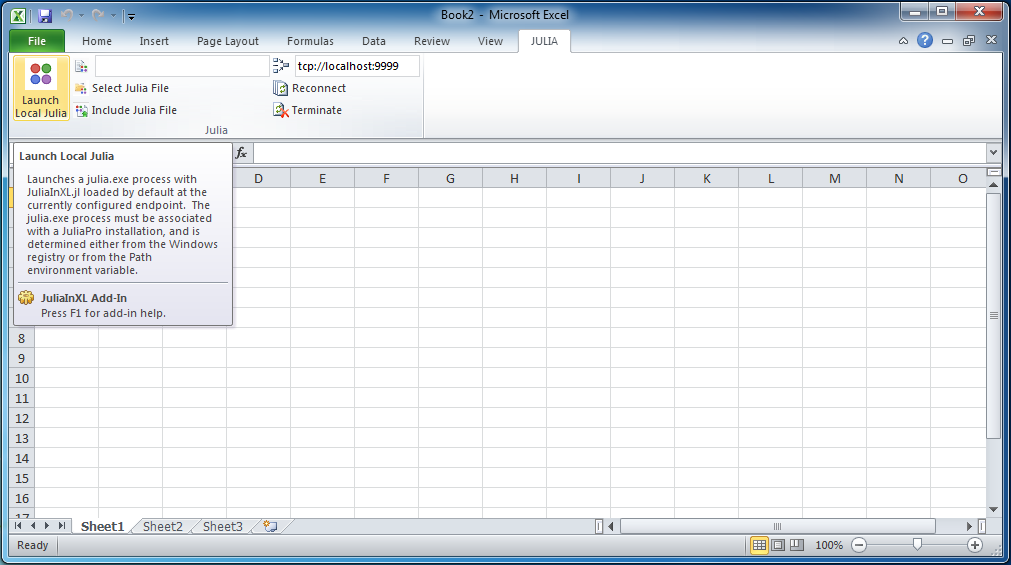 Book2 - Microsoft Excel
File Home Insert Page Layout Formulas Data Review View JULIA
Launch
Local Julia
tcp://localhost:9999
Select Julia File Reconnect
Include Julia File Terminate
Julia
fx
Launch Local Julia
Launches a julia.exe process with
JuliaInXL.jl loaded by default at the
currently configured endpoint. The
julia.exe process must be associated
with a JuliaPro installation, and is
determined either from the Windows
registry or from the Path
environment variable.
JuliaInXL Add-In
Press F1 for add-in help.
D E F G H I J K L M N O
8
9
10
11
12
13
14
15
16
17
Sheet1 Sheet2 Sheet3
Ready 100%